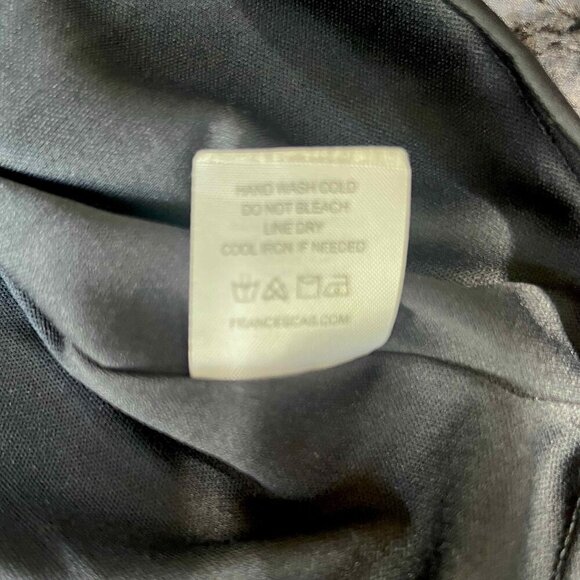 HAND WASH COLD
DO NOT BLEACH
LINE DRY
COOL IRON IF NEEDED
FRANCESCAS.COM